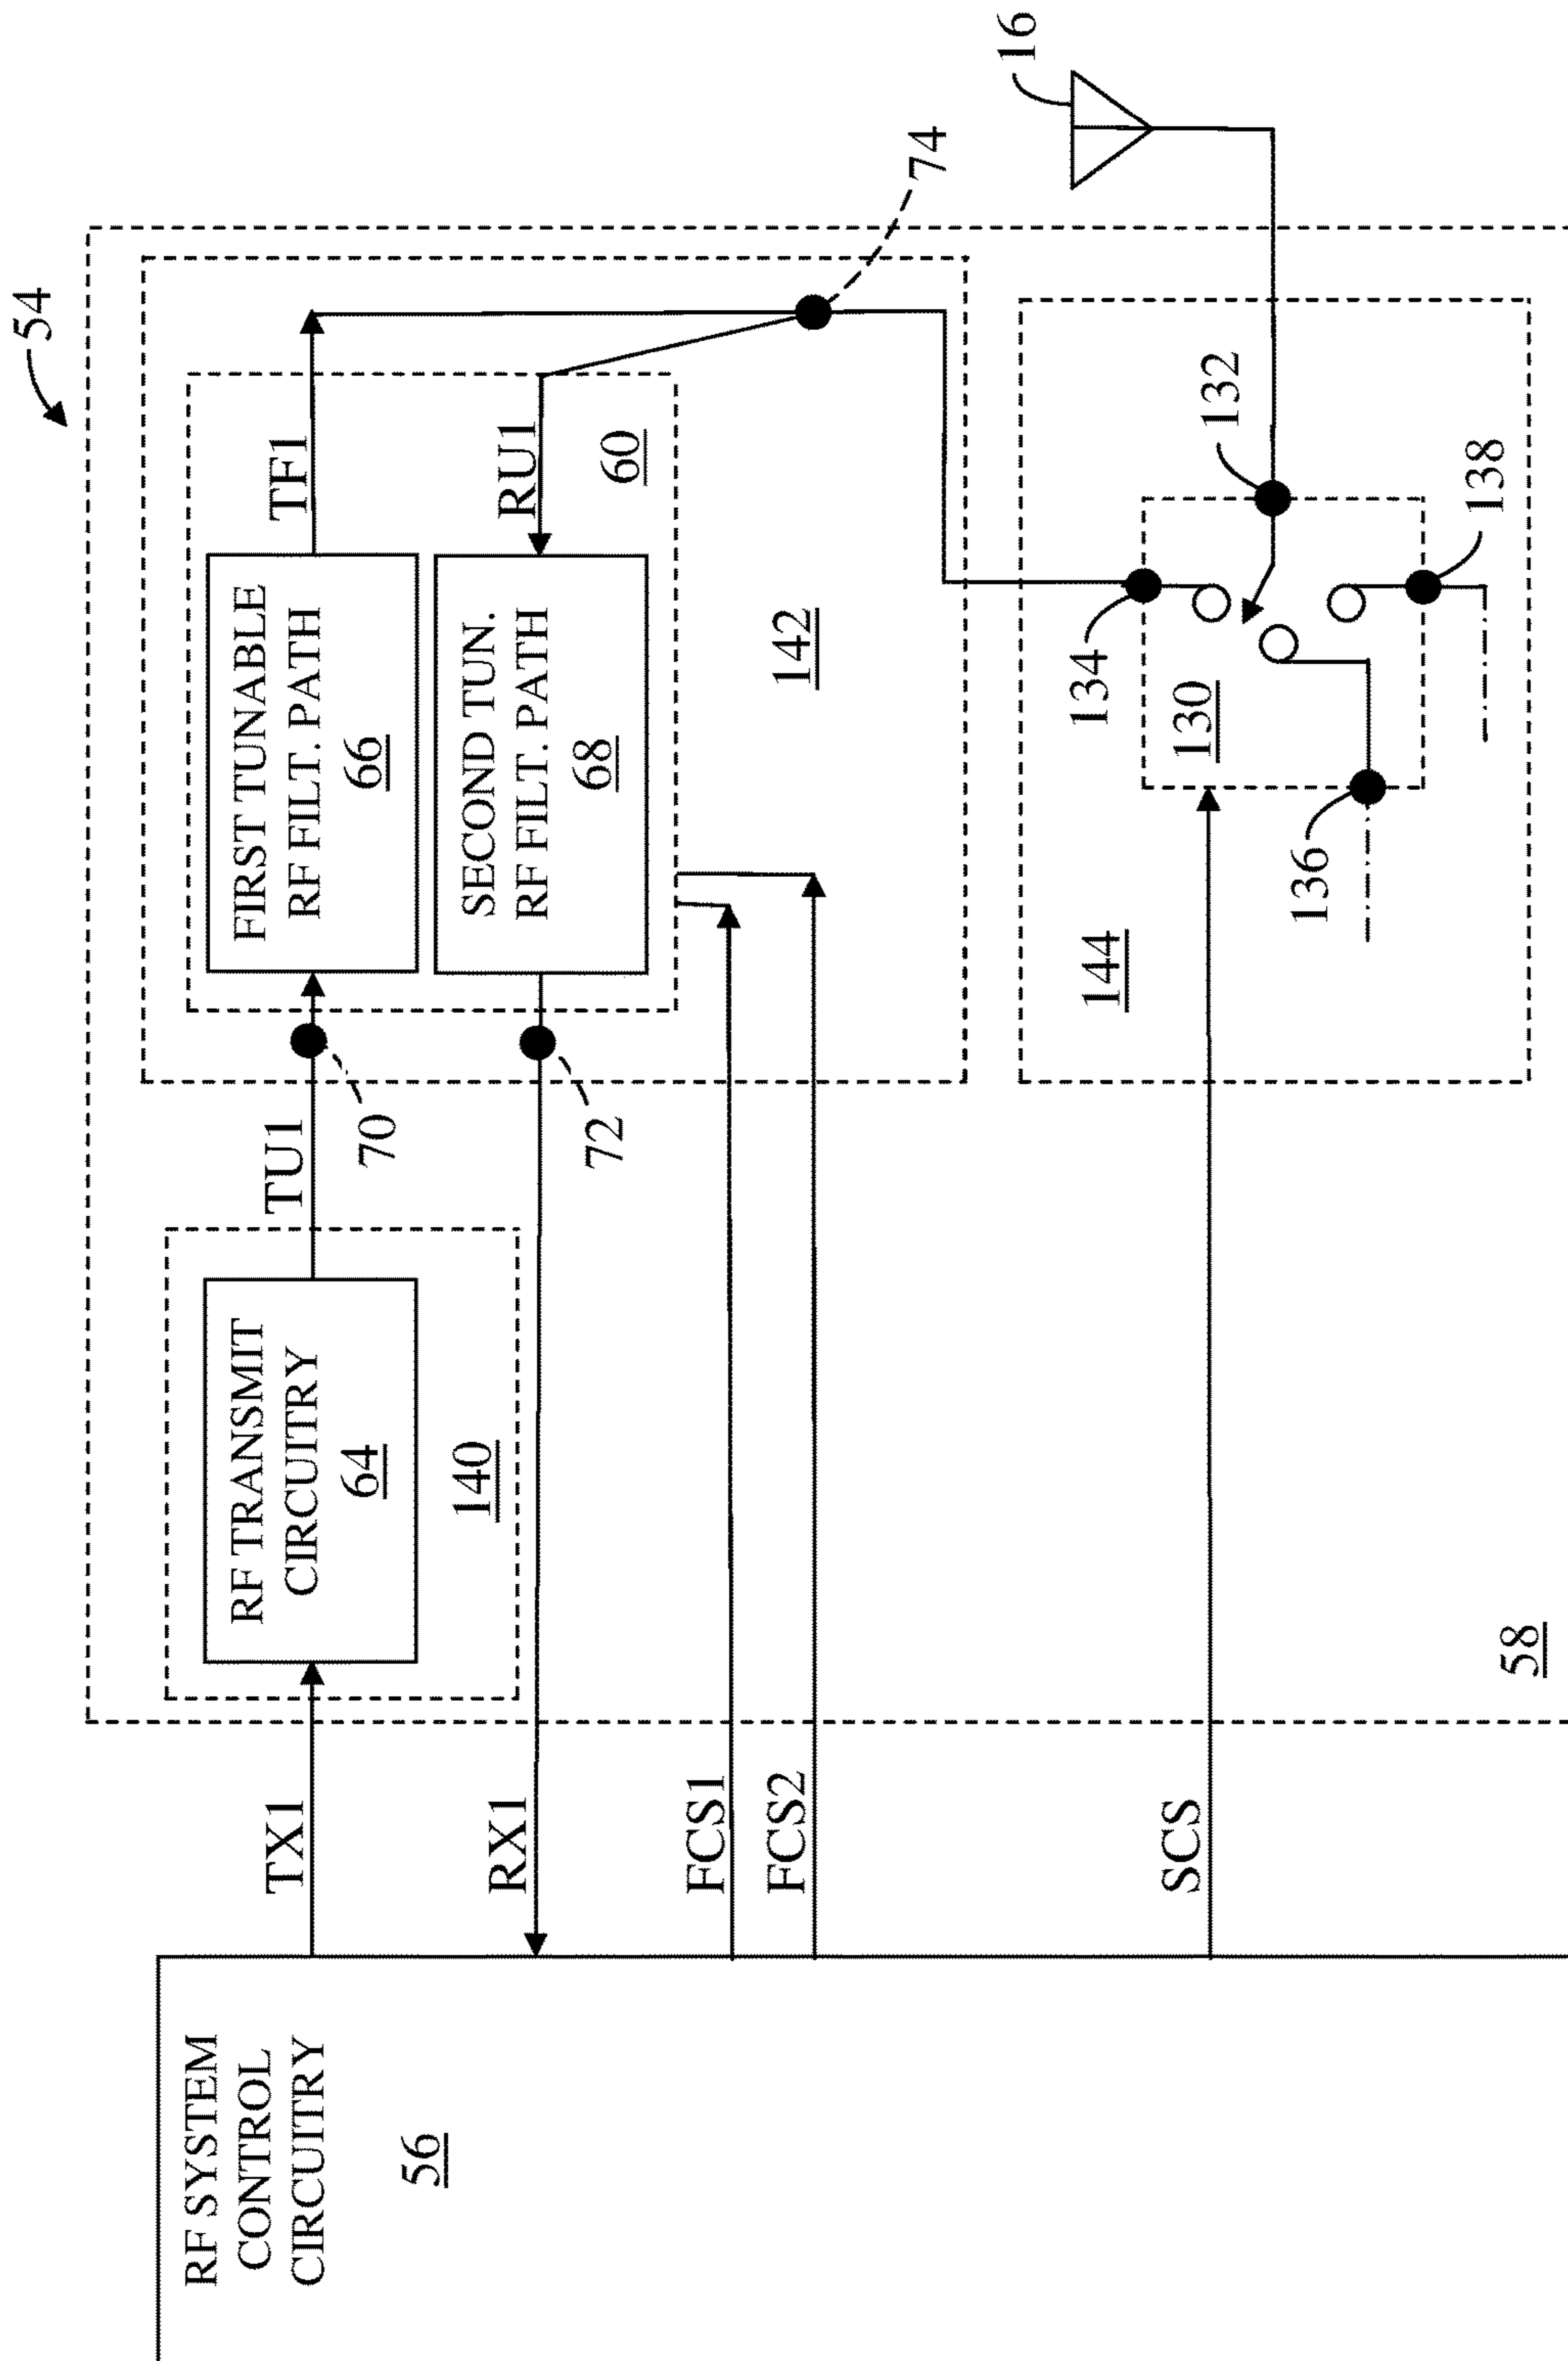 54
RF SYSTEM
CONTROL
CIRCUITRY
56
TX1
RX1
FCS1
FCS2
SCS
RF TRANSMIT
CIRCUITRY
64
140
TU1
70
72
FIRST TUNABLE
RF FILT. PATH
66
SECOND TUN.
RF FILT. PATH
68
TF1
RU1
60
142
74
16
144
130
134
132
136
138
58